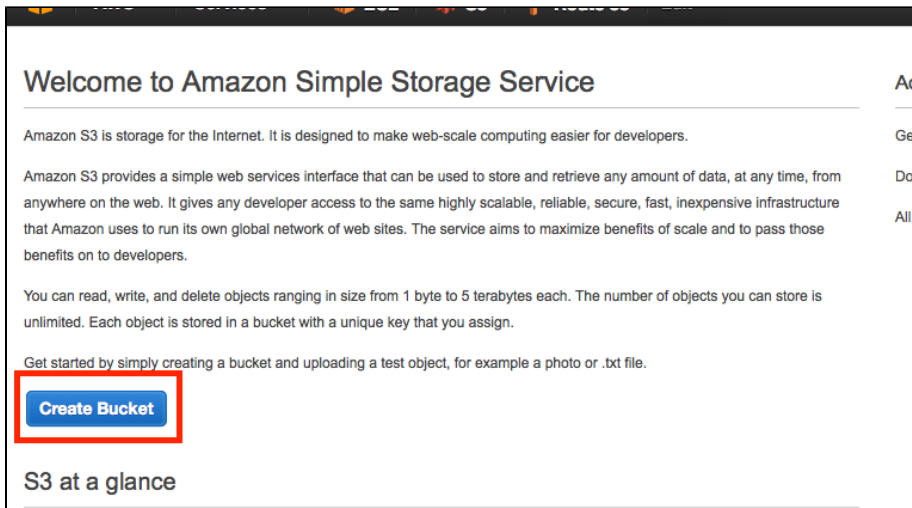 Welcome to Amazon Simple Storage Service
Amazon S3 is storage for the Internet. It is designed to make web-scale computing easier for developers.
Amazon S3 provides a simple web services interface that can be used to store and retrieve any amount of data, at any time, from
anywhere on the web. It gives any developer access to the same highly scalable, reliable, secure, fast, inexpensive infrastructure
that Amazon uses to run its own global network of web sites. The service aims to maximize benefits of scale and to pass those
benefits on to developers.
You can read, write, and delete objects ranging in size from 1 byte to 5 terabytes each. The number of objects you can store is
unlimited. Each object is stored in a bucket with a unique key that you assign.
Get started by simply creating a bucket and uploading a test object, for example a photo or .txt file.
Create Bucket
S3 at a glance
Ge
Do
All